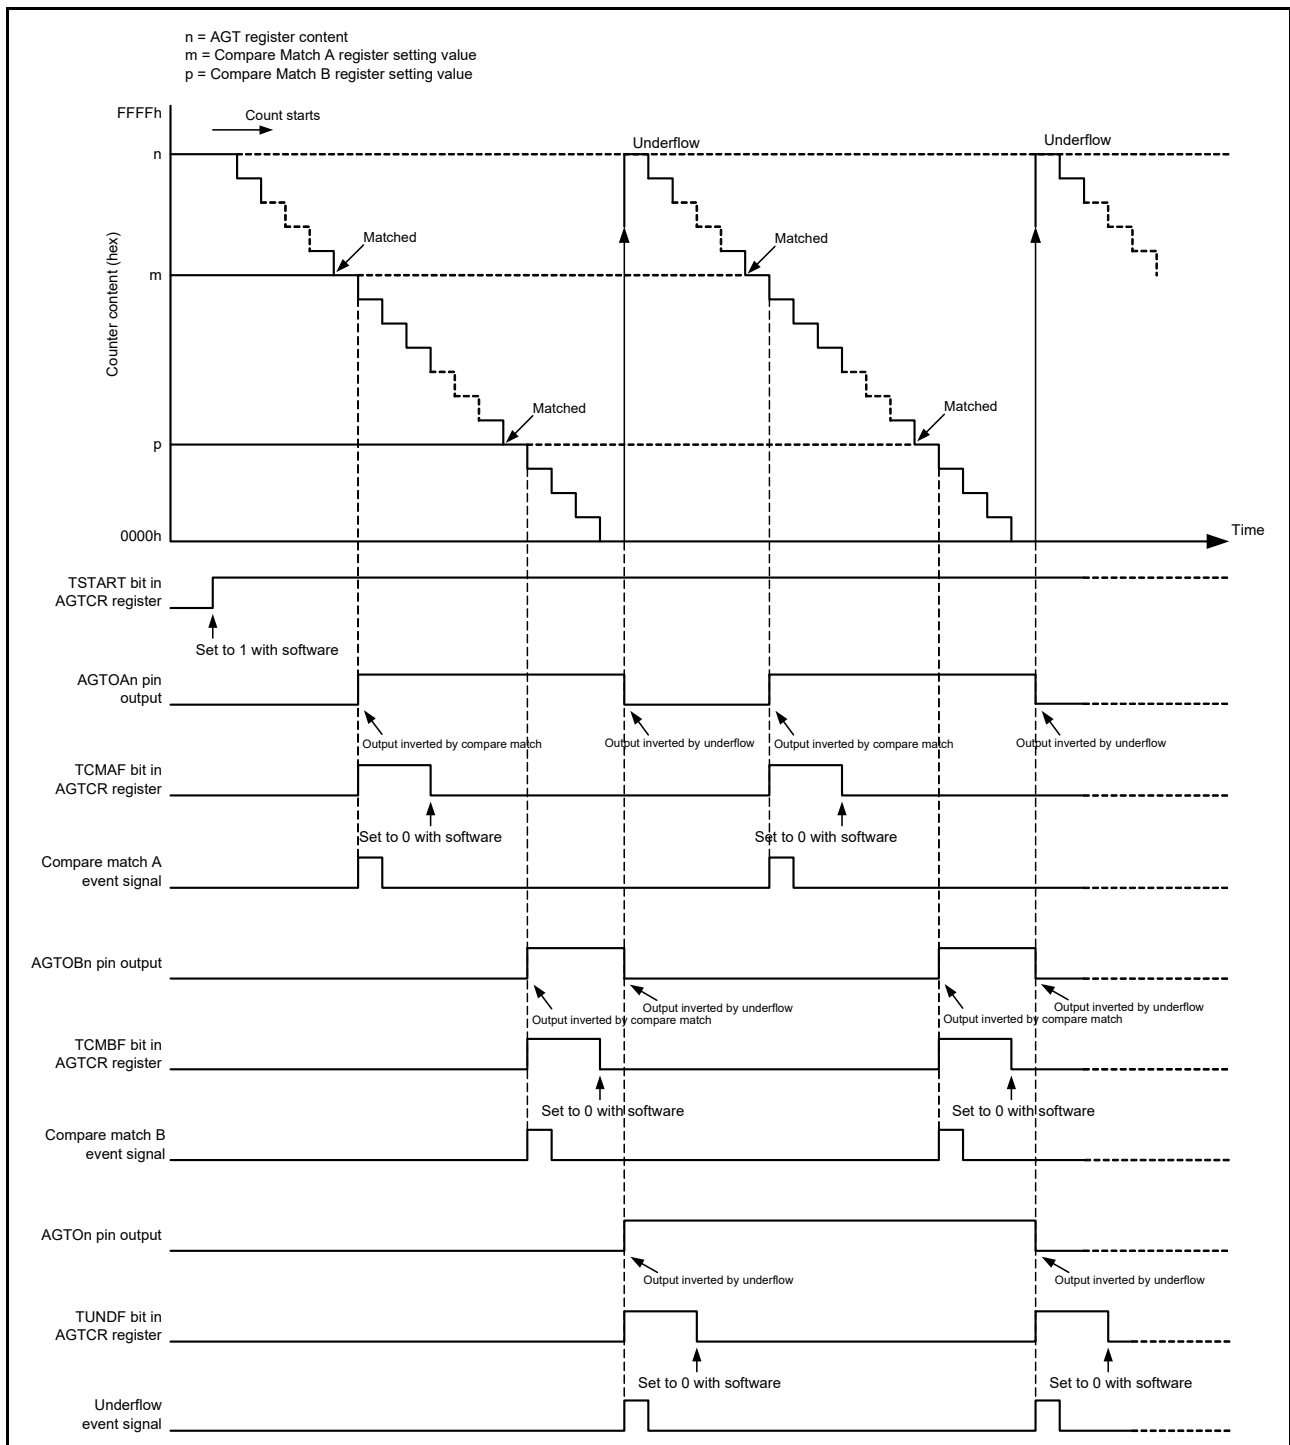 n = AGT register content
m = Compare Match A register setting value
p = Compare Match B register setting value
FFFFh
Count starts
Underflow
Underflow
n
Matched
Matched
Counter content (hex)
m
Matched
Matched
p
0000h
Time
TSTART bit in
AGTCR register
Set to 1 with software
AGTOAn pin
output
Output inverted by compare match
Output inverted by underflow
Output inverted by compare match
Output inverted by underflow
TCMAF bit in
AGTCR register
Set to 0 with software
Set to 0 with software
Compare match A
event signal
AGTOBn pin output
Output inverted by underflow
Output inverted by underflow
Output inverted by compare match
Output inverted by compare match
TCMBF bit in
AGTCR register
Set to 0 with software
Set to 0 with software
Compare match B
event signal
AGTOn pin output
Output inverted by underflow
Output inverted by underflow
TUNDF bit in
AGTCR register
Set to 0 with software
Set to 0 with software
Underflow
event signal